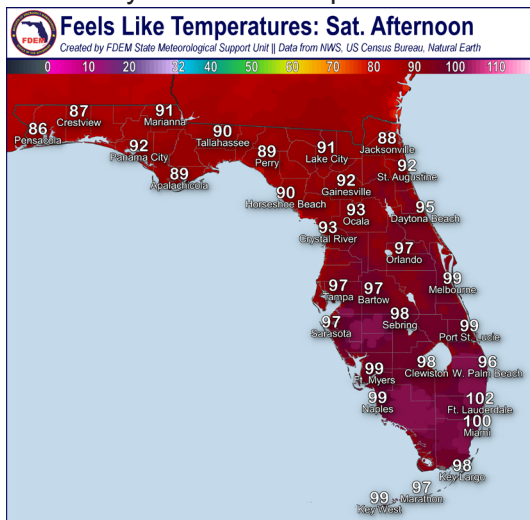 Feels Like Temperatures: Sat. Afternoon
Created by FDEM State Meteorological Support Unit || Data from NWS, US Census Bureau, Natural Earth
FDEM
0 10 20 32 40 50 60 70 80 90 100 110
87
Crestview
91
Marianna
86
Pensacola
90
Tallahassee
88
Jacksonville
92
Panama City
89
Perry
91
Lake City
89
Apalachicola
92
St. Augustine
92
Gainesville
90
Horseshoe Beach
93
Ocala
95
Daytona Beach
93
Crystal River
97
Orlando
99
Melbourne
97
Tampa
97
Bartow
98
Sebring
97
Sarasota
99
Port St. Lucie
99
Ft. Myers
98
Clewiston
96
W. Palm Beach
99
Naples
102
Ft. Lauderdale
100
Miami
98
Key Largo
97
Marathon
99
Key West